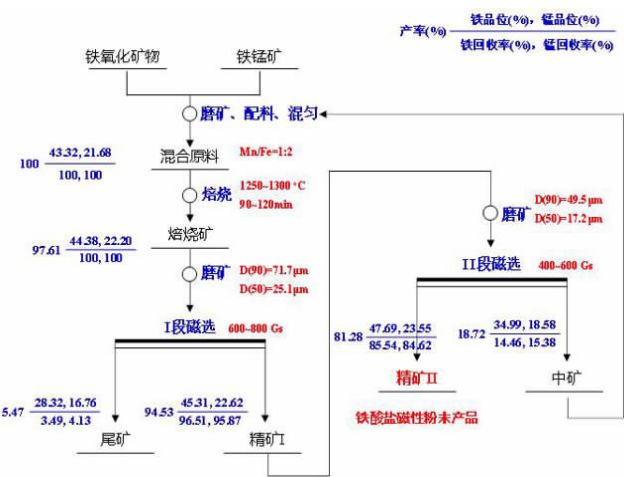 产率(%) 铁品位(%)，锰品位(%)
铁回收率(%)，锰回收率(%)
铁氧化矿物
铁锰矿
磨矿、配料、混匀
100 43.32, 21.68
100, 100
混合原料
Mn/Fe=1:2
焙烧
1250~1300 °C
90~120min
97.61 44.38, 22.20
100, 100
焙烧矿
磨矿
D(90)=71.7μm
D(50)=25.1μm
I段磁选
600~800 Gs
5.47 28.32, 16.76
3.49, 4.13
尾矿
94.53 45.31, 22.62
96.51, 95.87
精矿I
磨矿
D(90)=49.5μm
D(50)=17.2μm
II段磁选
400~600 Gs
81.28 47.69, 23.55
85.54, 84.62
精矿II
铁酸盐磁性粉末产品
18.72 34.99, 18.58
14.46, 15.38
中矿